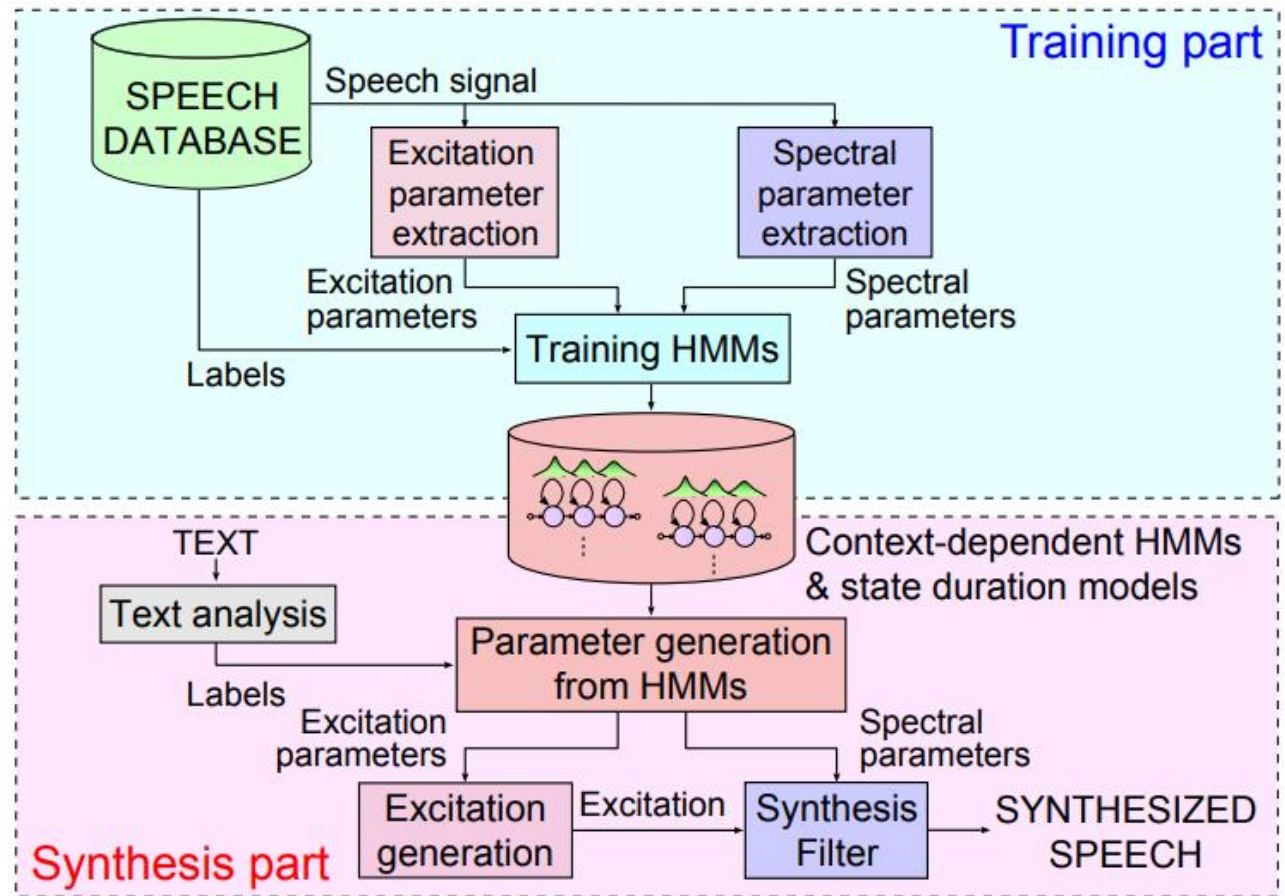 Training part
SPEECH
DATABASE
Speech signal
Excitation
parameter
extraction
Spectral
parameter
extraction
Excitation
parameters
Spectral
parameters
Training HMMs
Labels
Context-dependent HMMs
& state duration models
TEXT
Text analysis
Labels
Parameter generation
from HMMs
Excitation
parameters
Spectral
parameters
Excitation
generation
Excitation
Synthesis
Filter
SYNTHESIZED
SPEECH
Synthesis part